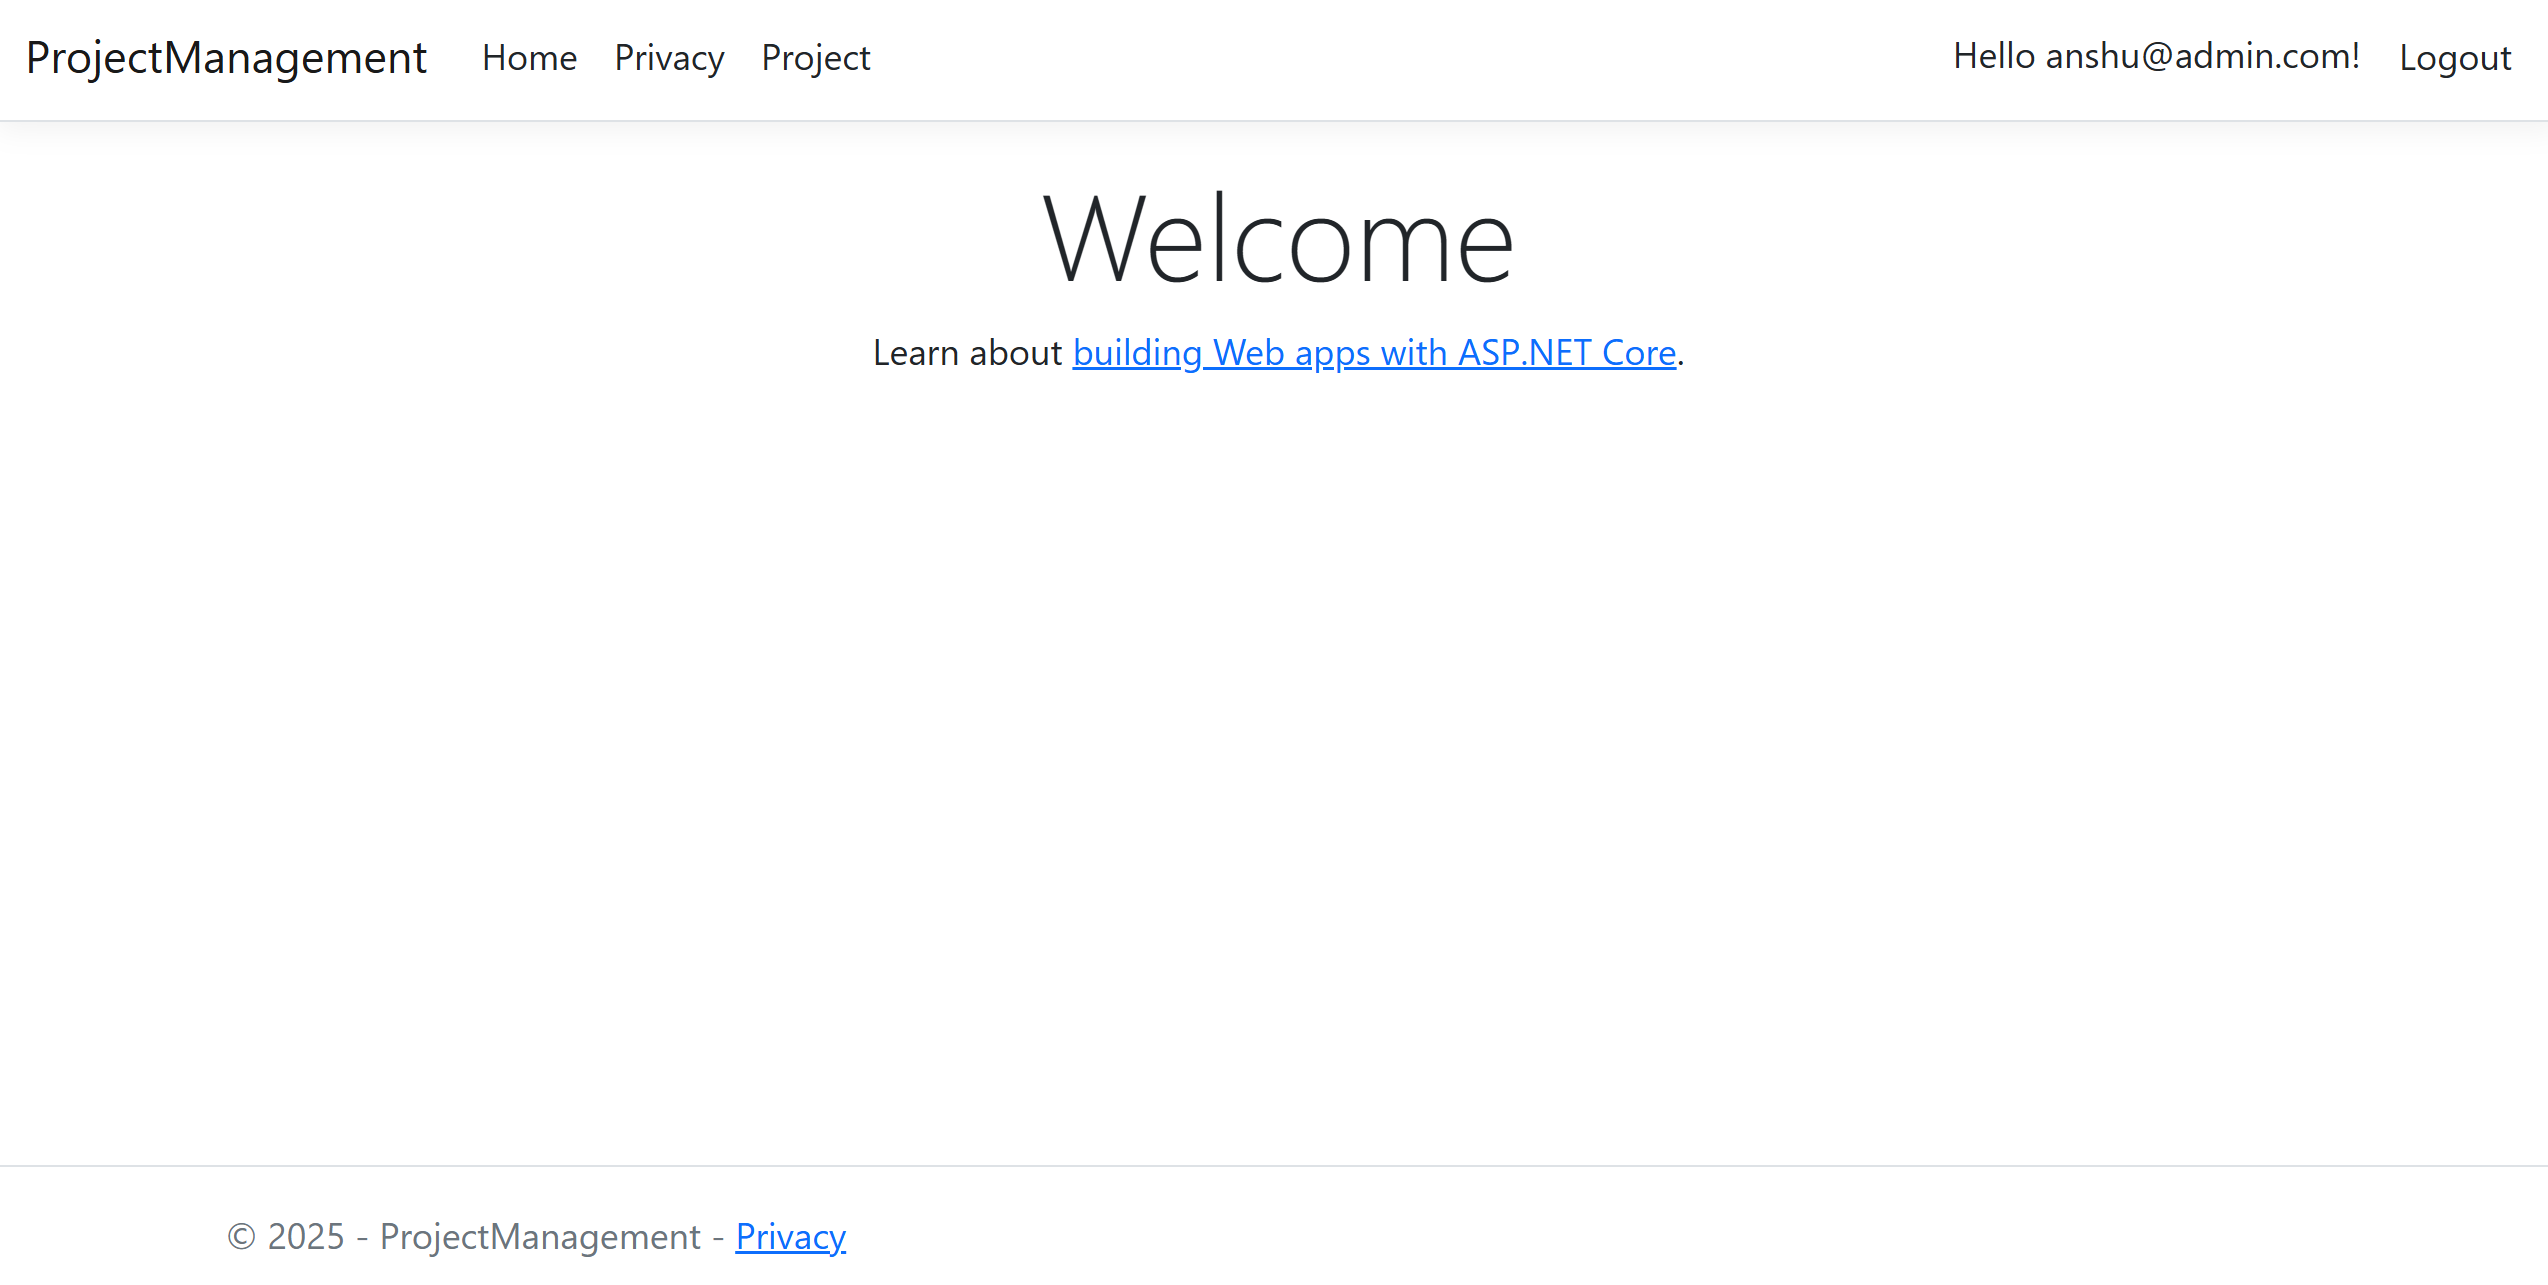 ProjectManagement Home Privacy Project Hello anshu@admin.com! Logout
Welcome
Learn about building Web apps with ASP.NET Core.
© 2025 - ProjectManagement - Privacy